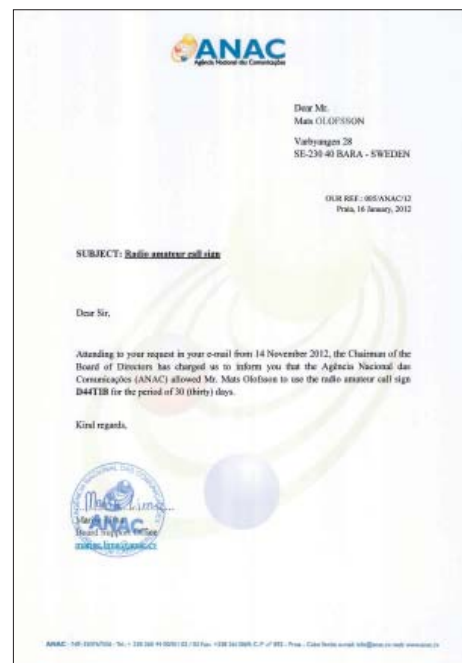 ANAC
Agência Nacional das Comunicações
Dear Mr.
Mats OLOFSSON
SE-230 40 BARA - SWEDEN
OUR REF.: 005/ANAC/12
Praia, 16 January, 2012
SUBJECT: Radio amateur call sign
Dear Sir,
Attending to your request in your e-mail from 14 November 2012, the Chairman of the
Board of Directors has charged us to inform you that the Agência Nacional das
Comunicações (ANAC) allowed Mr. Mats Olofsson to use the radio amateur call sign
D44TIB for the period of 30 (thirty) days.
Kind regards,
ANAC
Board Support Office